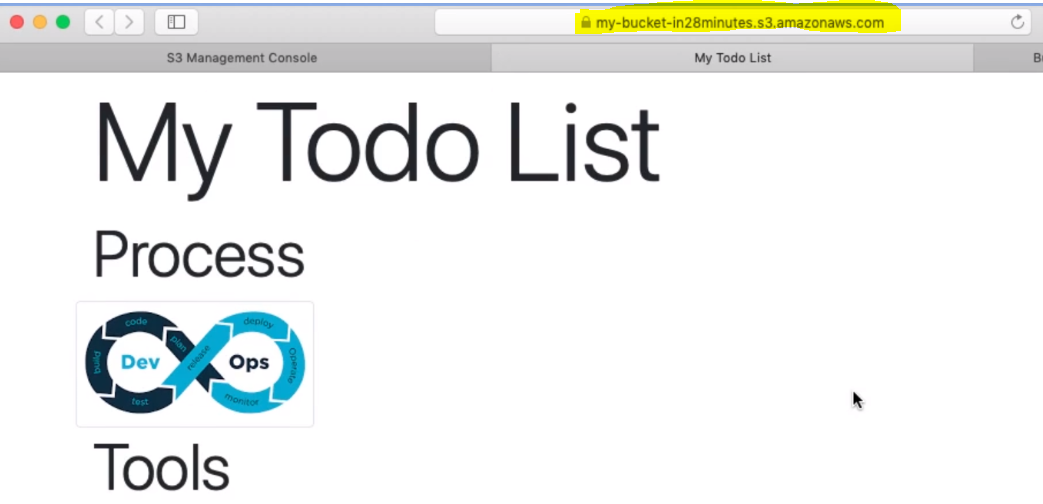 my-bucket-in28minutes.s3.amazonaws.com
S3 Management Console
My Todo List
My Todo List
Process
code
deploy
plan
release
build
Dev
Ops
Operate
test
monitor
Tools